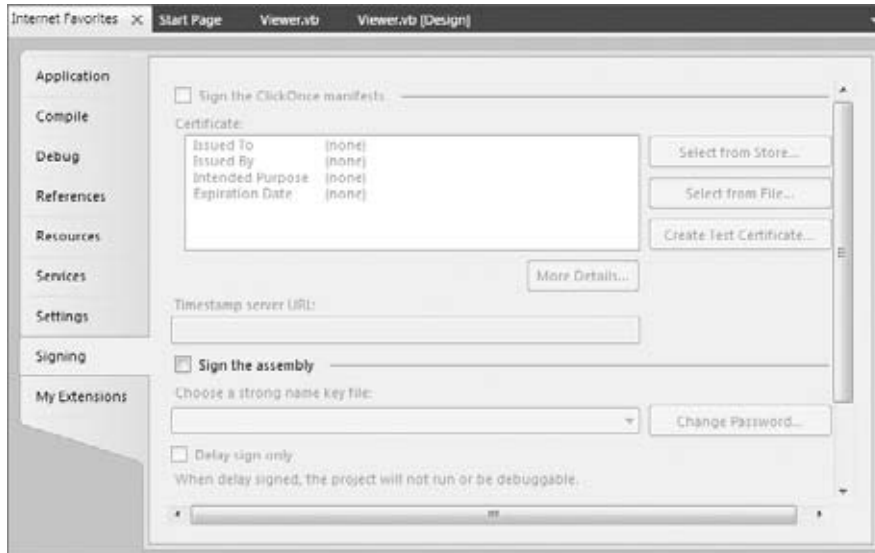 Internet Favorites
Start Page
Viewer.vb
Viewer.vb [Design]
Application
Compile
Debug
References
Resources
Services
Settings
Signing
My Extensions
Sign the ClickOnce manifests
Certificate:
Issued To (none)
Issued By (none)
Intended Purpose (none)
Expiration Date (none)
Select from Store...
Select from File...
Create Test Certificate...
More Details...
Timestamp server URL:
Sign the assembly
Choose a strong name key file:
Change Password...
Delay sign only
When delay signed, the project will not run or be debuggable.